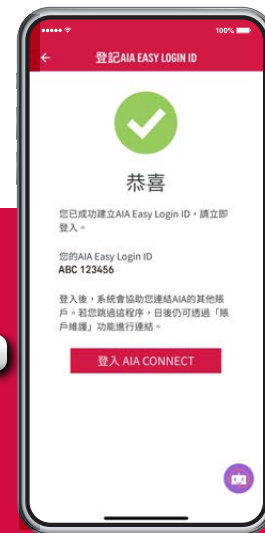 100%
登記AIA EASY LOGIN ID
恭喜
您已成功建立AIA Easy Login ID，請立即
登入。
您的AIA Easy Login ID
ABC 123456
登入後，系統會協助您連結AIA的其他賬
戶。若您跳過這程序，日後仍可透過「賬
戶維護」功能進行連結。
登入 AIA CONNECT